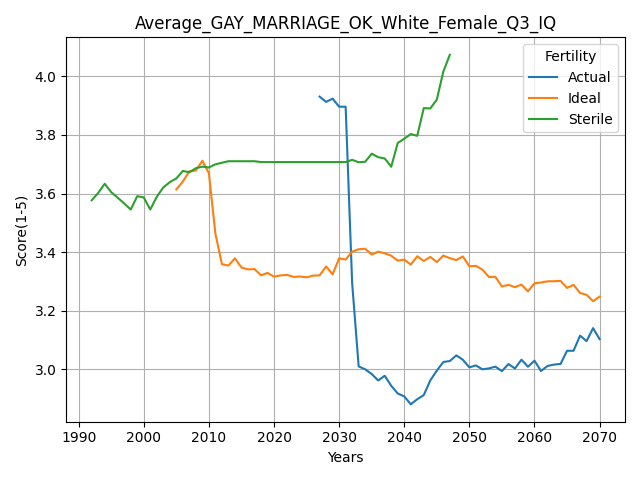 Average_GAY_MARRIAGE_OK_White_Female_Q3_IQ
Fertility
Actual
Ideal
Sterile
Score(1-5)
4.0
3.8
3.6
3.4
3.2
3.0
1990 2000 2010 2020 2030 2040 2050 2060 2070
Years